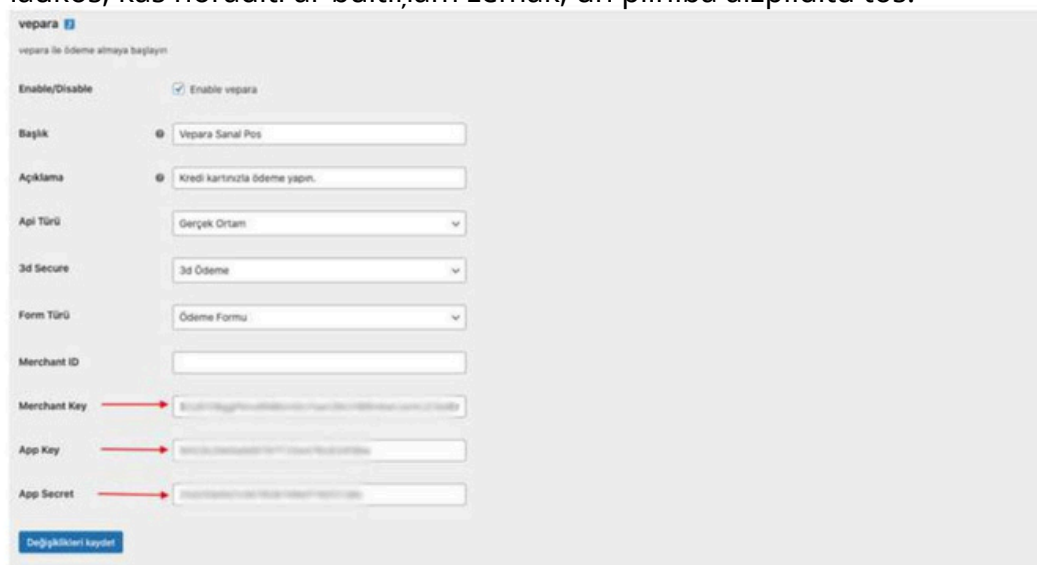 vepara
vepara ile ödeme almaya başlayın
Enable/Disable Enable vepara
Başlık Vepara Sanal Pos
Açıklama Kredi kartınızla ödeme yapın.
Api Türü Gerçek Ortam
3d Secure 3d Ödeme
Form Türü Ödeme Formu
Merchant ID
Merchant Key
App Key
App Secret
Değişiklikleri kaydet